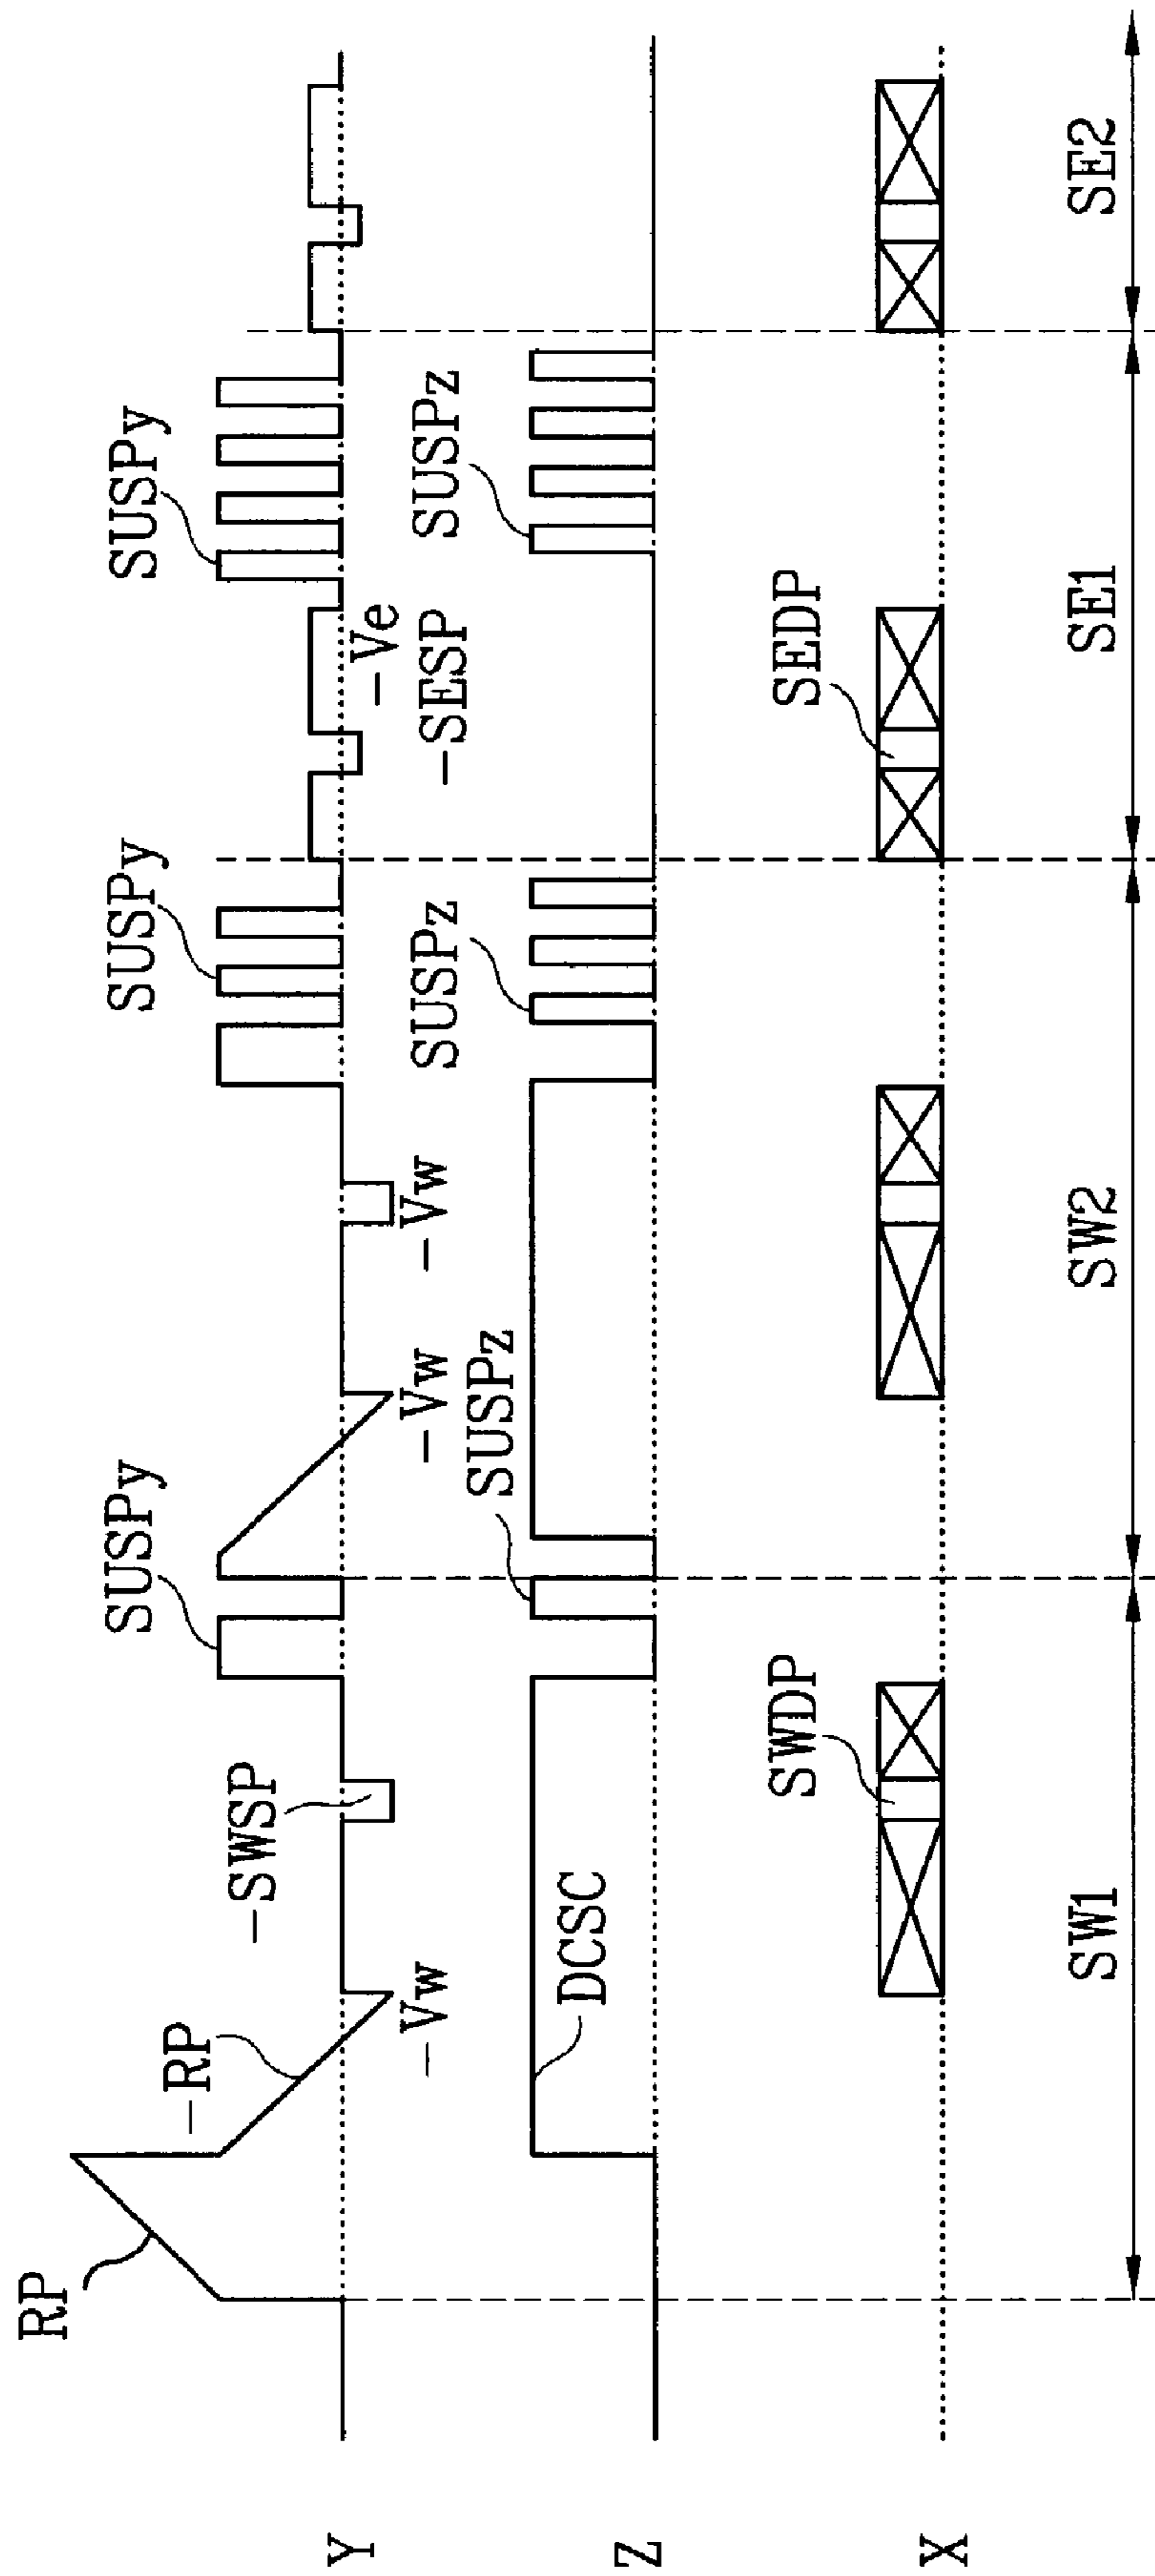 RP
-RP
-SWSP
SUSPy
SUSPy
SUSPy
Y
-Vw
-Vw
-Vw
-Ve
-SESP
DCSC
SUSPz
SUSPz
SUSPz
Z
SWDP
SEDP
X
SW1
SW2
SE1
SE2